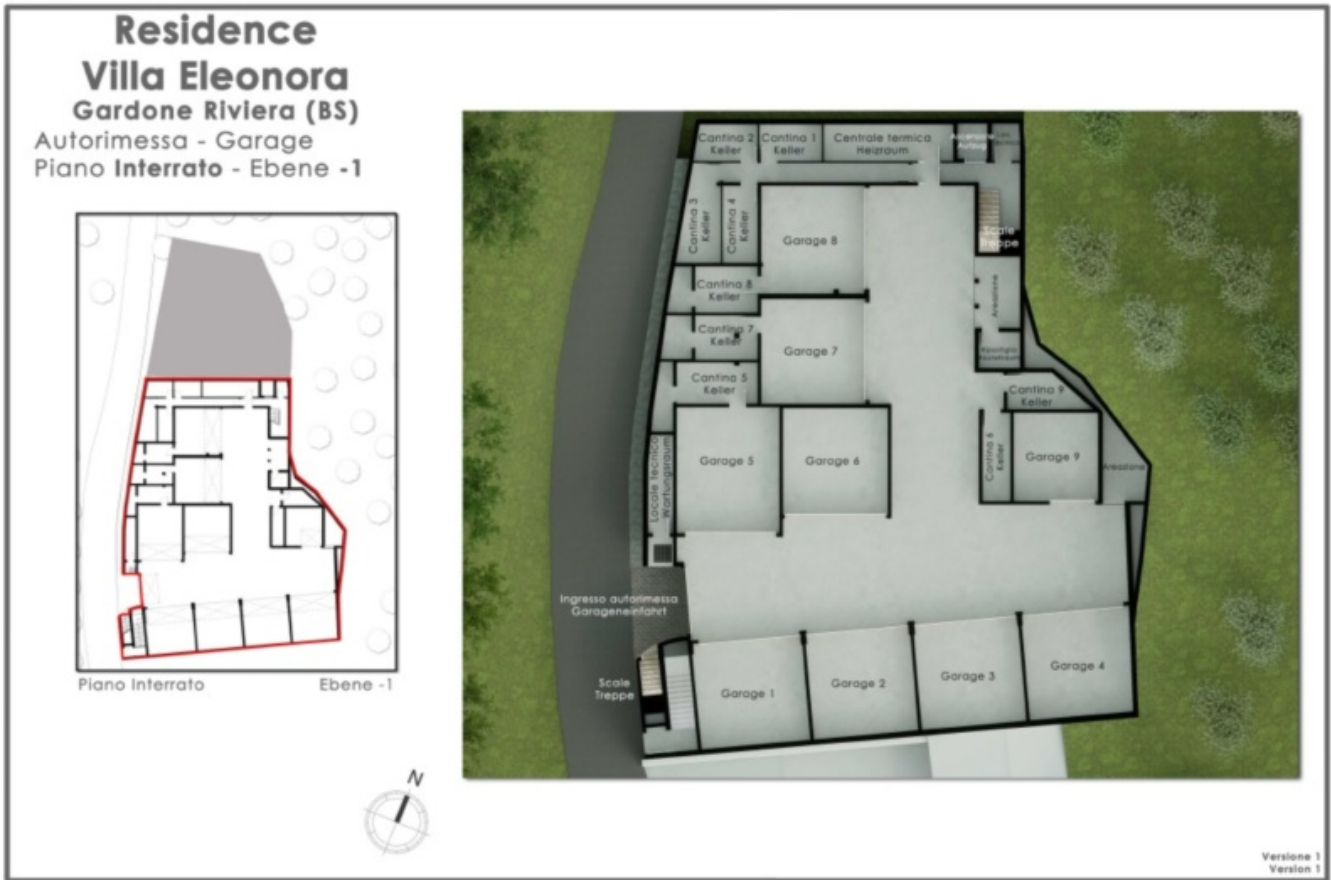 Residence
Villa Eleonora
Gardone Riviera (BS)
Autorimessa - Garage
Piano Interrato - Ebene -1
Piano Interrato
Ebene -1
N
Cantina 2
Keller
Cantina 1
Keller
Centrale termica
Heizraum
Ascensore
Aufzug
Cantina 3
Keller
Cantina 4
Keller
Garage 8
Scale
Treppe
Cantina 8
Keller
Areazione
Cantina 7
Keller
Garage 7
Ripostiglio
Cantina 5
Keller
Cantina 9
Keller
Locale tecnico
Wartungsraum
Garage 5
Garage 6
Cantina 6
Keller
Garage 9
Areazione
Ingresso autorimessa
Garageneinfahrt
Scale
Treppe
Garage 1
Garage 2
Garage 3
Garage 4
Versione 1
Version 1